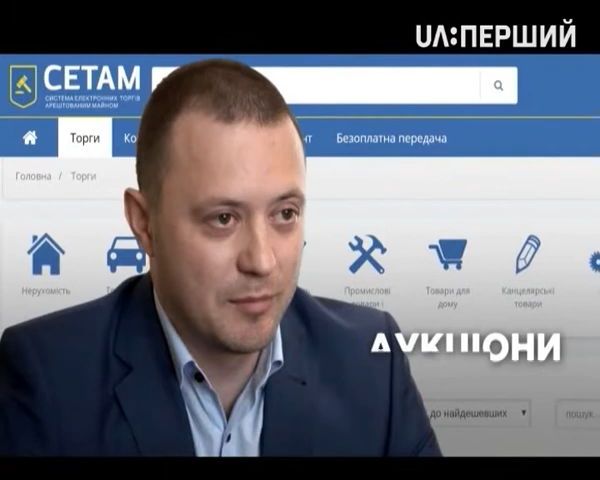 UA:ПЕРШИЙ
СЕТАМ
СИСТЕМА ЕЛЕКТРОННИХ ТОРГІВ
АРЕШТОВАНИМ МАЙНОМ
Торги
Безоплатна передача
Головна / Торги
Нерухомість
Промислові
товари і
Товари для
дому
Канцелярські
товари
АУКЦІОНИ
до найдешевших
пошук...